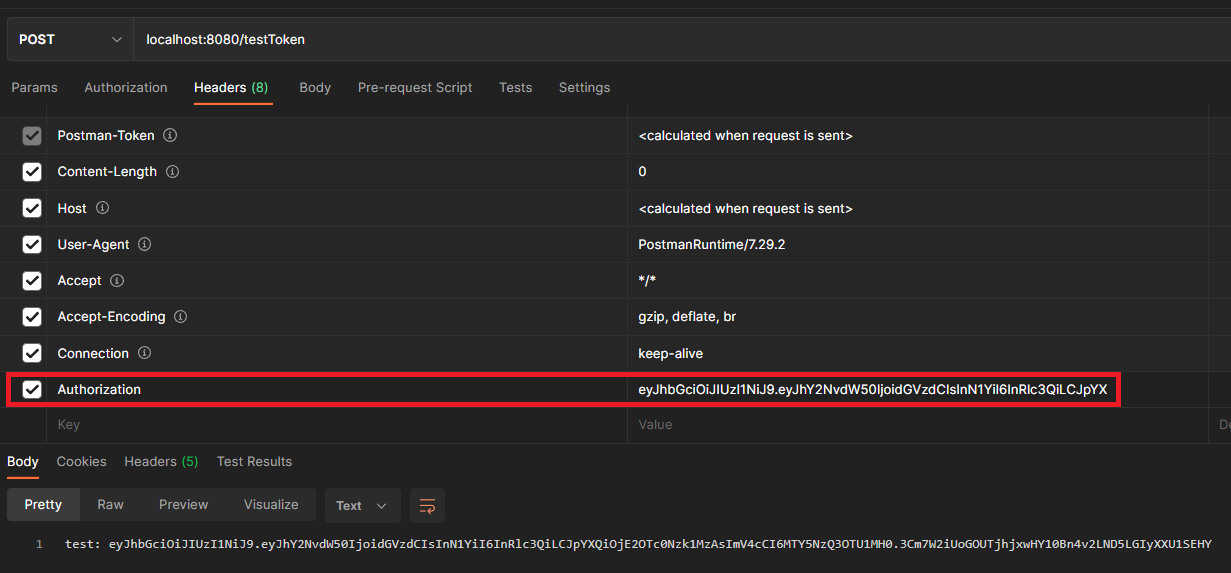 POST localhost:8080/testToken
Params Authorization Headers (8) Body Pre-request Script Tests Settings
Postman-Token <calculated when request is sent>
Content-Length 0
Host <calculated when request is sent>
User-Agent PostmanRuntime/7.29.2
Accept */*
Accept-Encoding gzip, deflate, br
Connection keep-alive
Authorization eyJhbGciOiJIUzI1NiJ9.eyJhY2NvdW50IjoidGVzdCIsInN1YiI6InRlc3QiLCJpYX
Key Value De
Body Cookies Headers (5) Test Results
Pretty Raw Preview Visualize Text
1 test: eyJhbGciOiJIUzI1NiJ9.eyJhY2NvdW50IjoidGVzdCIsInN1YiI6InRlc3QiLCJpYXQiOjE2OTc0Nzk1MzAsImV4cCI6MTY5NzQ3OTU1MH0.3Cm7W2iUoGOUTjhjxwHY10Bn4v2LND5LGIyXXU1SEHY